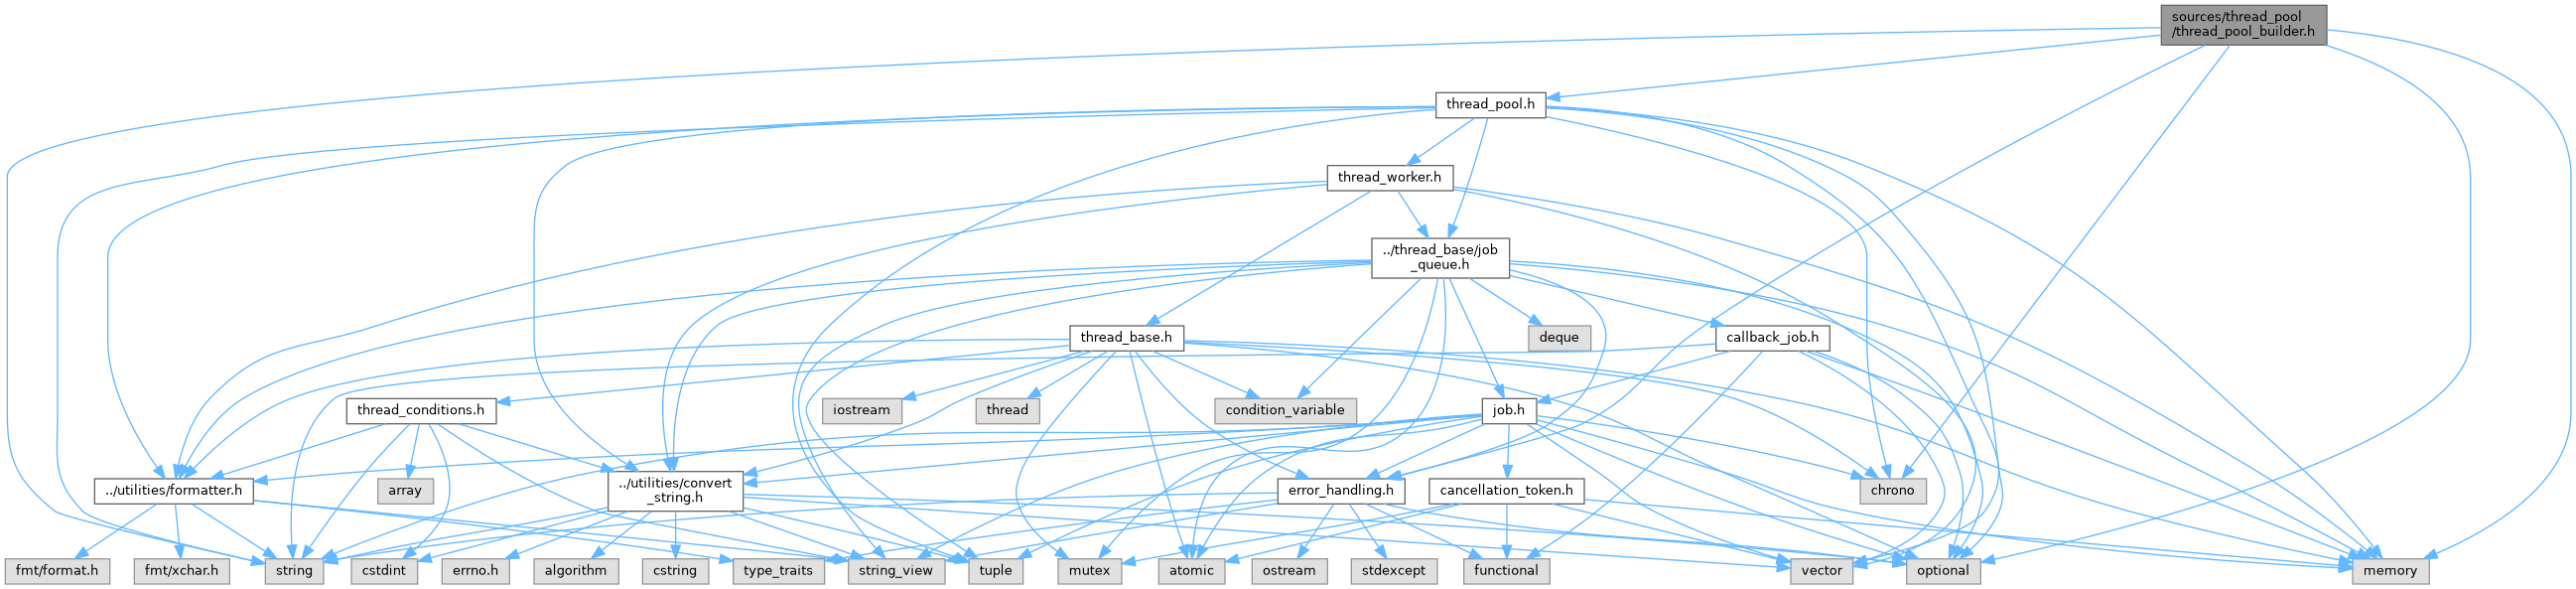 sources/thread_pool
/thread_pool_builder.h
thread_pool.h
thread_worker.h
../thread_base/job
_queue.h
thread_base.h
deque
callback_job.h
thread_conditions.h
iostream
thread
condition_variable
job.h
../utilities/formatter.h
array
../utilities/convert
_string.h
error_handling.h
cancellation_token.h
chrono
fmt/format.h
fmt/xchar.h
string
cstdint
errno.h
algorithm
cstring
type_traits
string_view
tuple
mutex
atomic
ostream
stdexcept
functional
vector
optional
memory